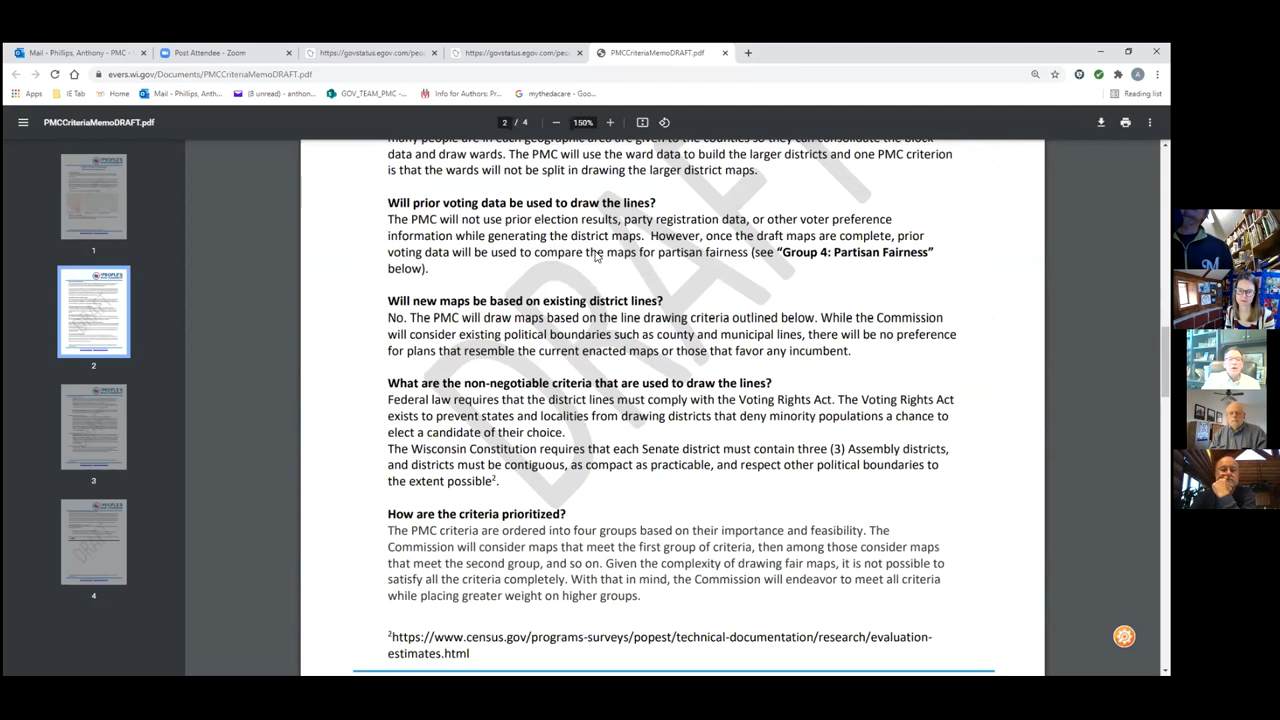 Mail - Phillips, Anthony - PMC -
Post Attendee - Zoom
https://govstatus.egov.com/peo
https://govstatus.egov.com/peo
PMCCriteriaMemoDRAFT.pdf
evers.wi.gov/Documents/PMCCriteriaMemoDRAFT.pdf
A
Apps
IE Tab
Home
Mail - Phillips, Anth...
(8 unread) - anthon...
GOV_TEAM_PMC -...
Info for Authors: Pr...
mythedacare - Goo...
Reading list
PMCCriteriaMemoDRAFT.pdf
2 / 4
150%
1
2
3
4
many people are in each geographic area are given to the counties so they can consolidate the block
data and draw wards. The PMC will use the ward data to build the larger districts and one PMC criterion
is that the wards will not be split in drawing the larger district maps.
Will prior voting data be used to draw the lines?
The PMC will not use prior election results, party registration data, or other voter preference
information while generating the district maps. However, once the draft maps are complete, prior
voting data will be used to compare the maps for partisan fairness (see “Group 4: Partisan Fairness”
below).
Will new maps be based on existing district lines?
No. The PMC will draw maps based on the line drawing criteria outlined below. While the Commission
will consider existing political boundaries such as county and municipal lines, there will be no preference
for plans that resemble the current enacted maps or those that favor any incumbent.
What are the non-negotiable criteria that are used to draw the lines?
Federal law requires that the district lines must comply with the Voting Rights Act. The Voting Rights Act
exists to prevent states and localities from drawing districts that deny minority populations a chance to
elect a candidate of their choice.
The Wisconsin Constitution requires that each Senate district must contain three (3) Assembly districts,
and districts must be contiguous, as compact as practicable, and respect other political boundaries to
the extent possible².
How are the criteria prioritized?
The PMC criteria are ordered into four groups based on their importance and feasibility. The
Commission will consider maps that meet the first group of criteria, then among those consider maps
that meet the second group, and so on. Given the complexity of drawing fair maps, it is not possible to
satisfy all the criteria completely. With that in mind, the Commission will endeavor to meet all criteria
while placing greater weight on higher groups.
²https://www.census.gov/programs-surveys/popest/technical-documentation/research/evaluation-
estimates.html
DRAFT